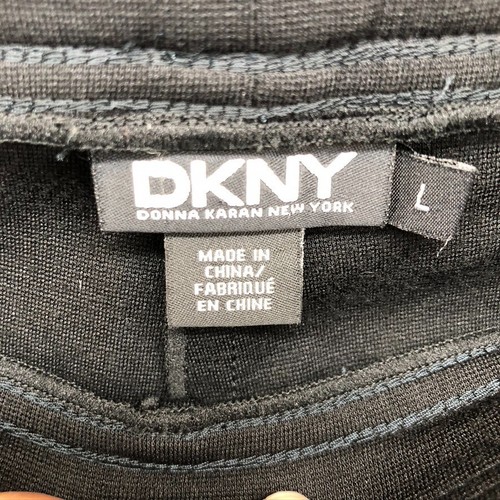 DKNY
DONNA KARAN NEW YORK
L
MADE IN
CHINA/
FABRIQUÉ
EN CHINE